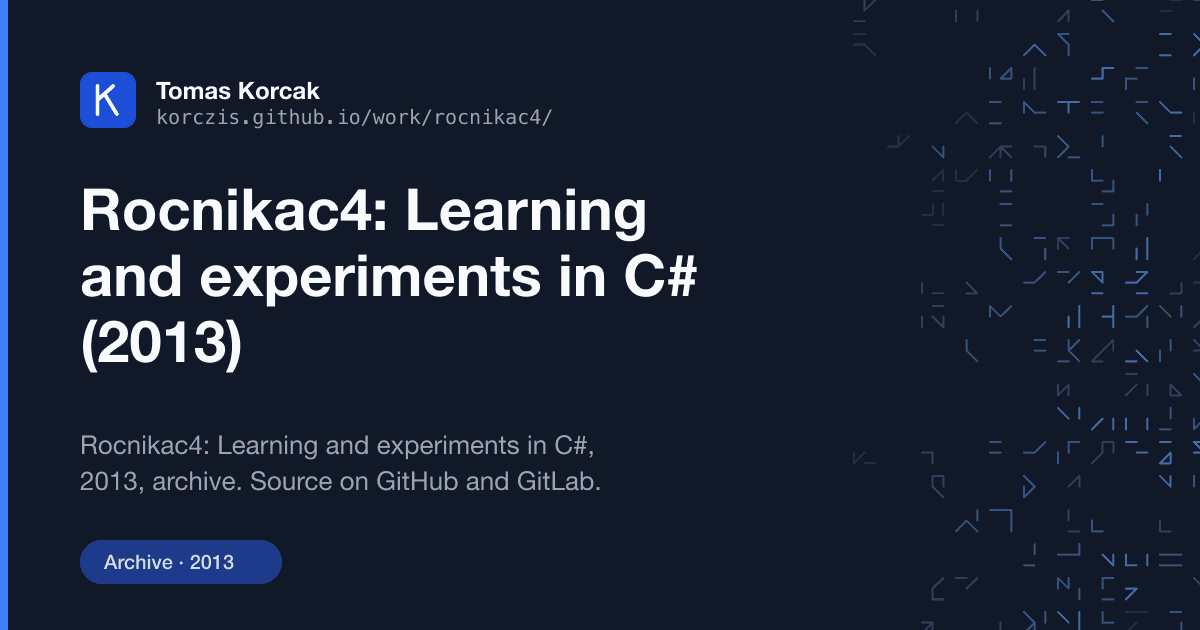 K
Tomas Korcak
korczis.github.io/work/rocnikac4/
Rocnikac4: Learning
and experiments in C#
(2013)
Rocnikac4: Learning and experiments in C#,
2013, archive. Source on GitHub and GitLab.
Archive · 2013